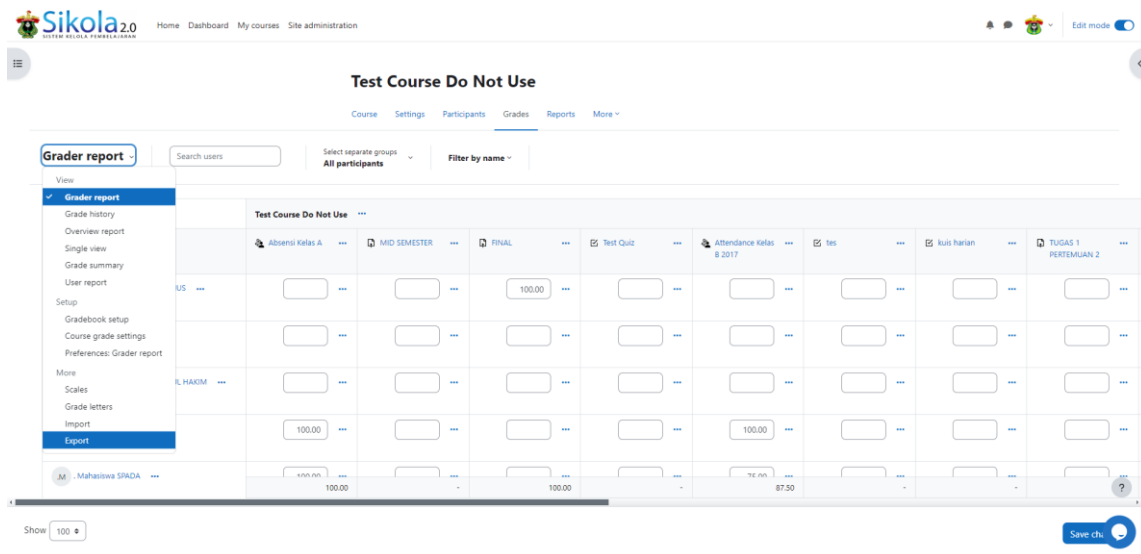 Sikola 2.0
SISTEM KELOLA PEMBELAJARAN
Home Dashboard My courses Site administration
Edit mode
Test Course Do Not Use
Course Settings Participants Grades Reports More
Grader report
Search users
Select separate groups
All participants
Filter by name
View
Grader report
Grade history
Overview report
Single view
Grade summary
User report
Setup
Gradebook setup
Course grade settings
Preferences: Grader report
More
Scales
Grade letters
Import
Export
Test Course Do Not Use
Absensi Kelas A
MID SEMESTER
FINAL
Test Quiz
Attendance Kelas
B 2017
tes
kuis harian
TUGAS 1
PERTEMUAN 2
US
100.00
L HAKIM
100.00
100.00
.M . Mahasiswa SPADA
100.00
75.00
100.00 - 100.00 - 87.50 - -
?
Show 100
Save